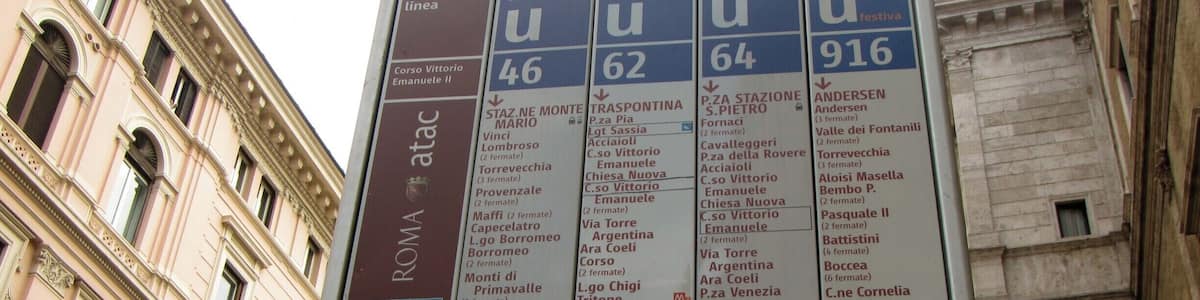 linea
Corso Vittorio
Emanuele II
ROMA atac
u
46
STAZ.NE MONTE
MARIO
Vinci
Lombroso
(2 fermate)
Torrevecchia
(3 fermate)
Provenzale
(2 fermate)
Maffi (2 fermate)
Capecelatro
L.go Borromeo
Borromeo
(2 fermate)
Monti di
Primavalle
u
62
TRASPONTINA
P.za Pia
Lgt Sassia
Acciaioli
C.so Vittorio
Emanuele
Chiesa Nuova
C.so Vittorio
Emanuele
(2 fermate)
Via Torre
Argentina
Ara Coeli
Corso
(2 fermate)
L.go Chigi
Tritone
u
64
P.ZA STAZIONE
S.PIETRO
Fornaci
(2 fermate)
Cavalleggeri
P.za della Rovere
Acciaioli
C.so Vittorio
Emanuele
Chiesa Nuova
C.so Vittorio
Emanuele
(2 fermate)
Via Torre
Argentina
Ara Coeli
P.za Venezia
u festiva
916
ANDERSEN
Andersen
(3 fermate)
Valle dei Fontanili
(2 fermate)
Torrevecchia
(3 fermate)
Aloisi Masella
Bembo P.
(2 fermate)
Pasquale II
(2 fermate)
Battistini
(4 fermate)
Boccea
(6 fermate)
C.ne Cornelia